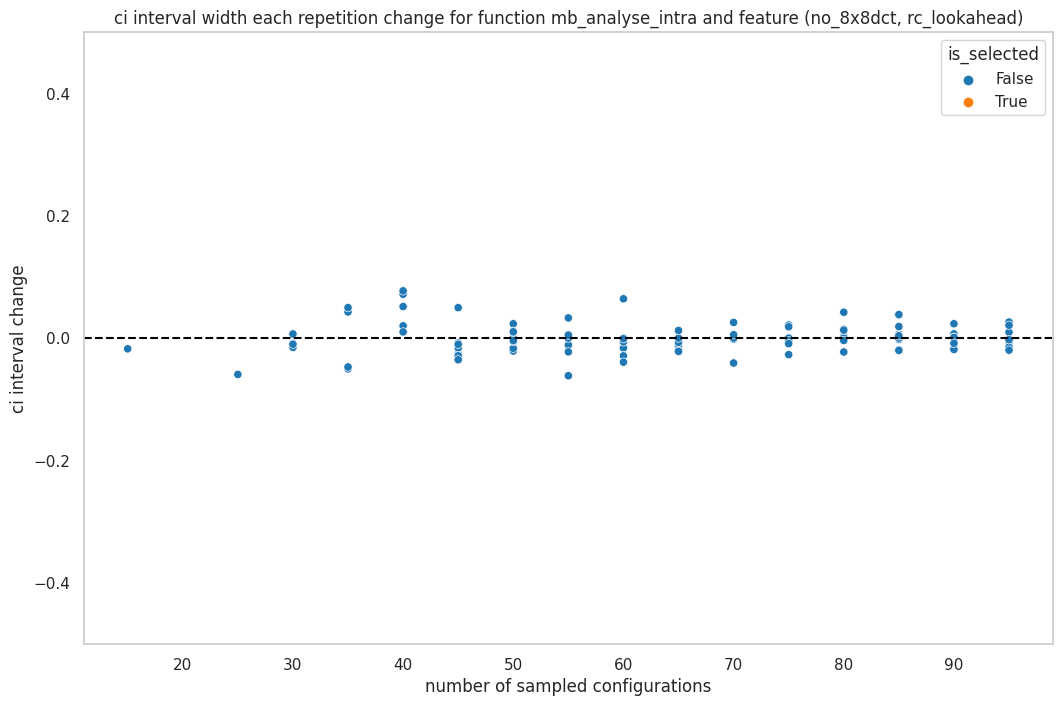 ci interval width each repetition change for function mb_analyse_intra and feature (no_8x8dct, rc_lookahead)
is_selected
False
True
ci interval change
0.4
0.2
0.0
−0.2
−0.4
20 30 40 50 60 70 80 90
number of sampled configurations